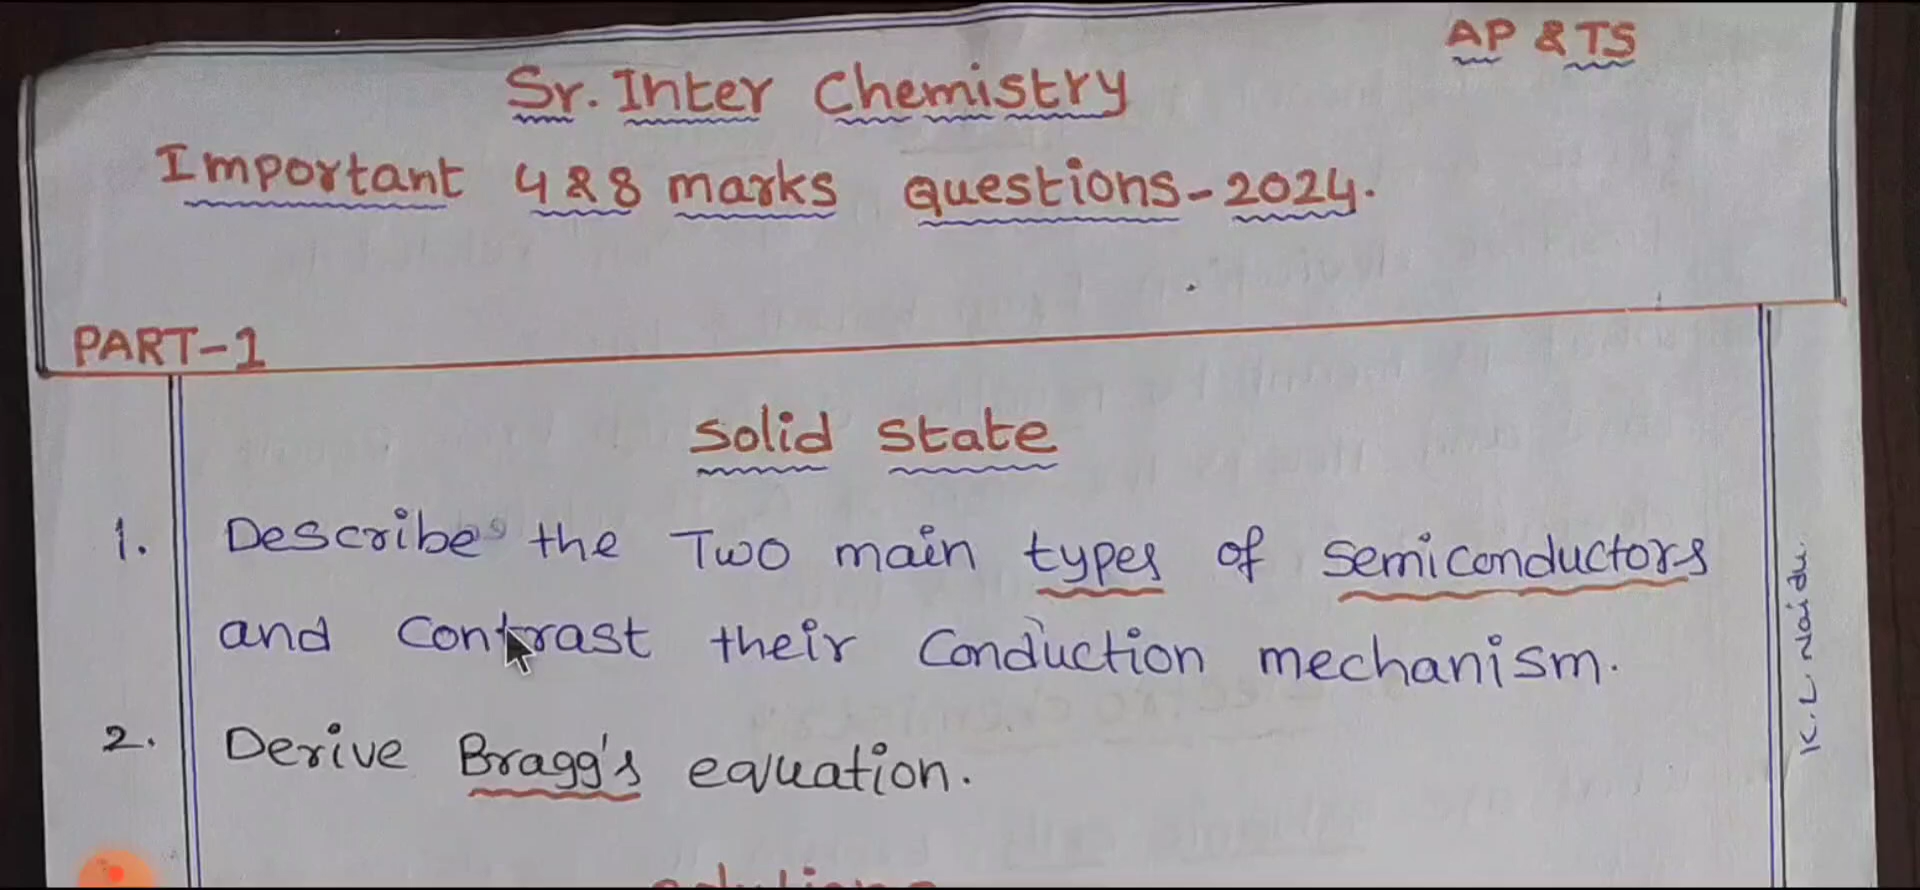 AP & TS
Sr. Inter Chemistry
Important 4 & 8 marks Questions - 2024.
PART-1
Solid State
1. Describe the Two main types of semiconductors
and Contrast their Conduction mechanism.
2. Derive Bragg's equation.
K. L Naidu.